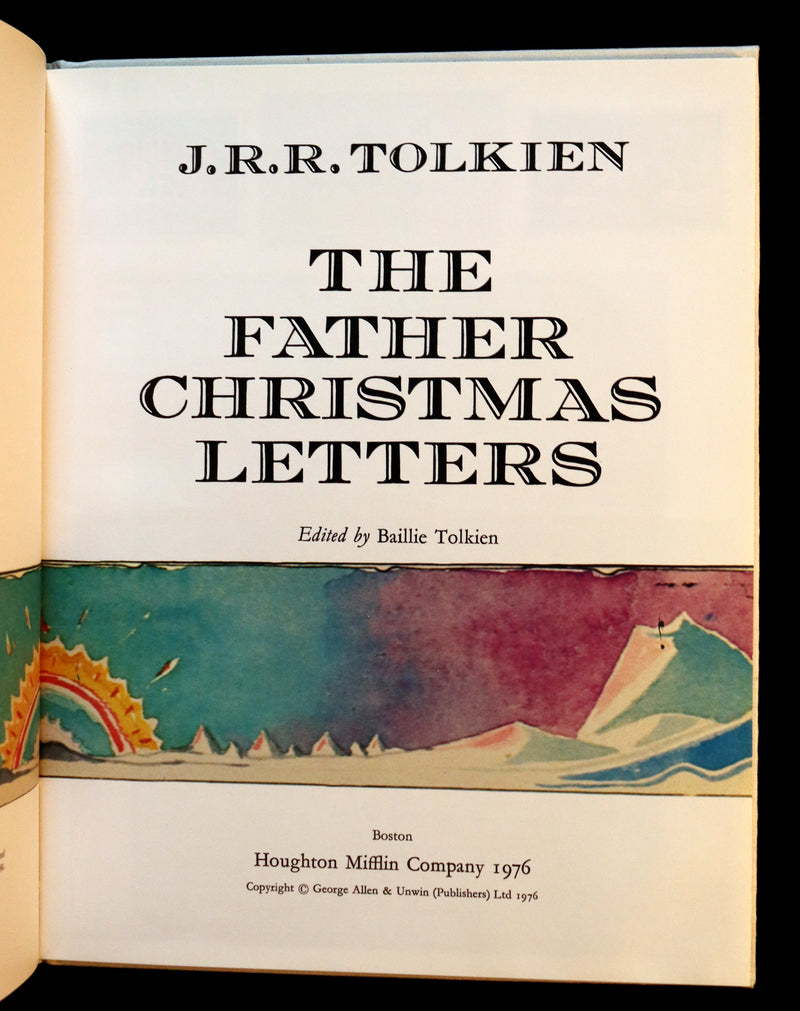 J.R.R. TOLKIEN
THE
FATHER
CHRISTMAS
LETTERS
Edited by Baillie Tolkien
Boston
Houghton Mifflin Company 1976
Copyright © George Allen & Unwin (Publishers) Ltd 1976